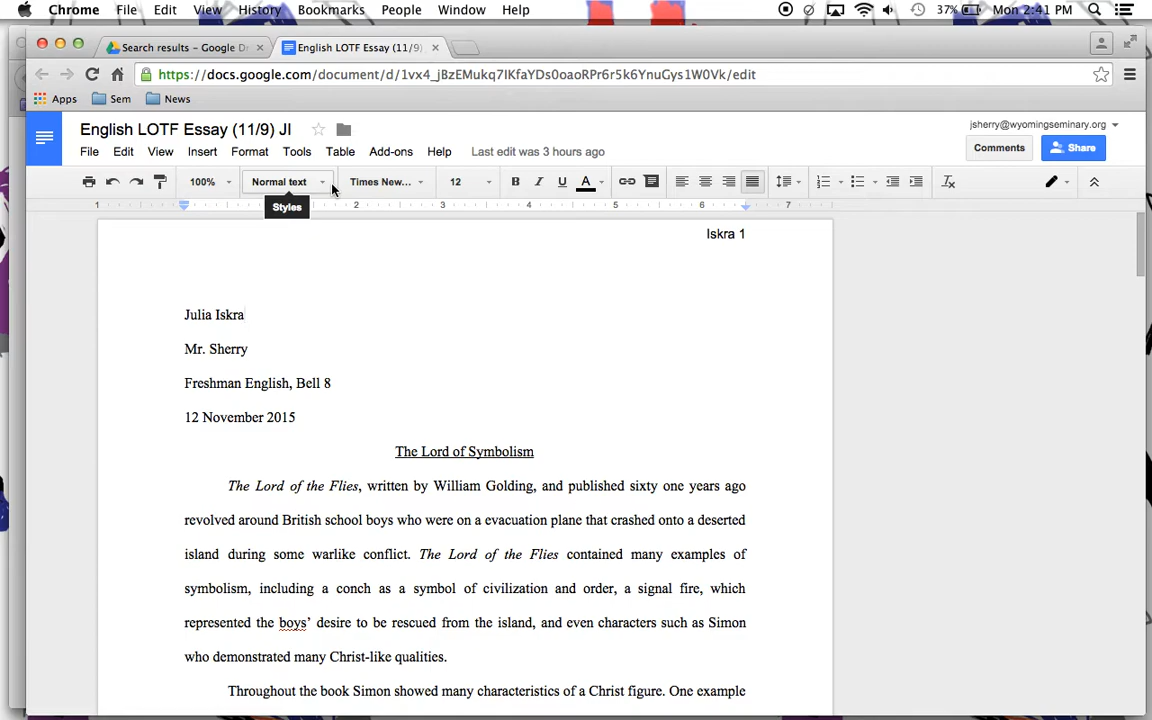 Chrome File Edit View History Bookmarks People Window Help 37% Mon 2:41 PM
Search results – Google Dr English LOTF Essay (11/9)
https://docs.google.com/document/d/1vx4_jBzEMukq7IKfaYDs0oaoRPr6r5k6YnuGys1W0Vk/edit
Apps Sem News
English LOTF Essay (11/9) JI jsherry@wyomingseminary.org
File Edit View Insert Format Tools Table Add-ons Help Last edit was 3 hours ago Comments Share
100% Normal text Times New... 12 B I U A
Styles
1 1 2 3 4 5 6 7
Iskra 1
Julia Iskra
Mr. Sherry
Freshman English, Bell 8
12 November 2015
The Lord of Symbolism
The Lord of the Flies, written by William Golding, and published sixty one years ago
revolved around British school boys who were on a evacuation plane that crashed onto a deserted
island during some warlike conflict. The Lord of the Flies contained many examples of
symbolism, including a conch as a symbol of civilization and order, a signal fire, which
represented the boys' desire to be rescued from the island, and even characters such as Simon
who demonstrated many Christ-like qualities.
Throughout the book Simon showed many characteristics of a Christ figure. One example